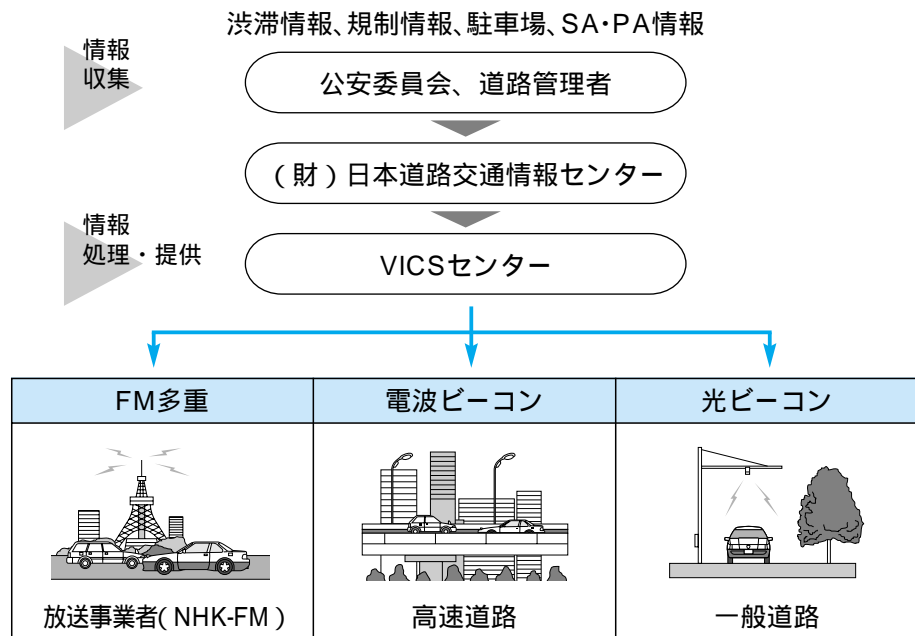 渋滞情報、規制情報、駐車場、SA・PA情報
情報
収集
公安委員会、道路管理者
（財）日本道路交通情報センター
情報
処理・提供
VICSセンター
FM多重
電波ビーコン
光ビーコン
放送事業者（NHK-FM）
高速道路
一般道路